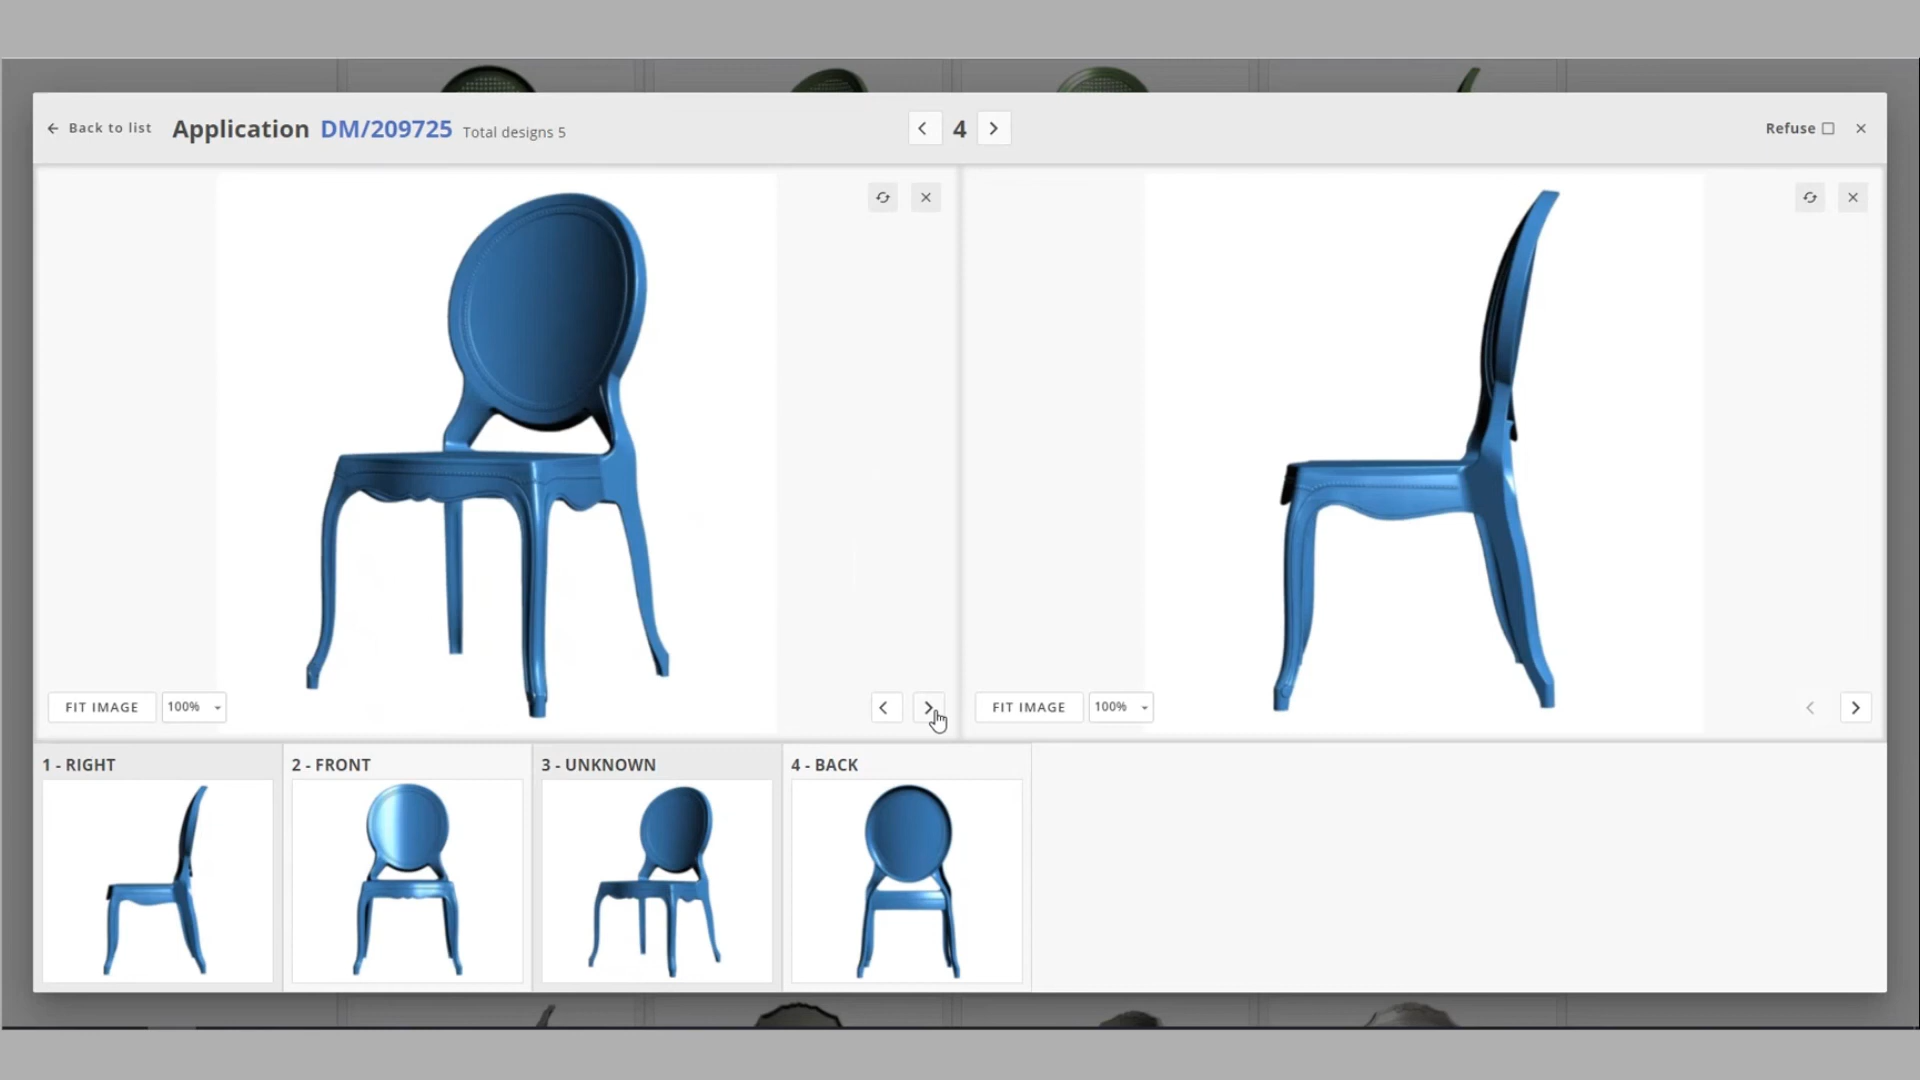 Back to list
Application DM/209725 Total designs 5
4
Refuse
FIT IMAGE 100%
FIT IMAGE 100%
1 - RIGHT
2 - FRONT
3 - UNKNOWN
4 - BACK